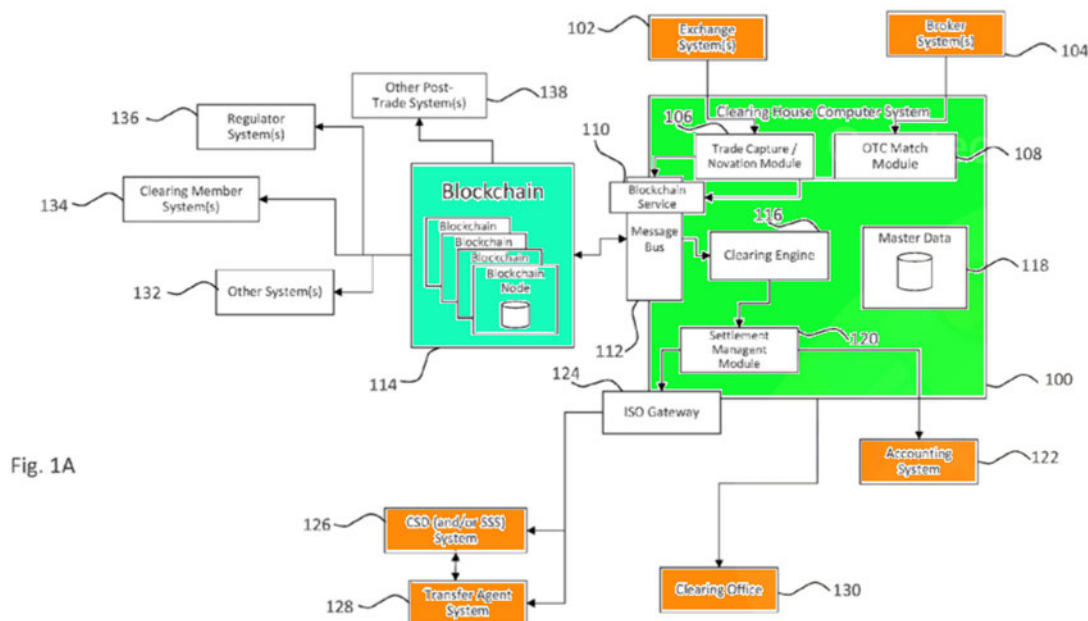 102
Exchange
System(s)
Broker
System(s)
104
Other Post-
Trade System(s)
138
136
Regulator
System(s)
Clearing House Computer System
106
110
Trade Capture /
Novation Module
OTC Match
Module
108
Blockchain
Blockchain
Service
134
Clearing Member
System(s)
Blockchain
Blockchain
Blockchain
Blockchain
Node
Message
Bus
116
Clearing Engine
Master Data
118
132
Other System(s)
114
112
Settlement
Managent
Module
120
124
ISO Gateway
100
Fig. 1A
Accounting
System
122
126
CSD (and/or SSS)
System
128
Transfer Agent
System
Clearing Office
130